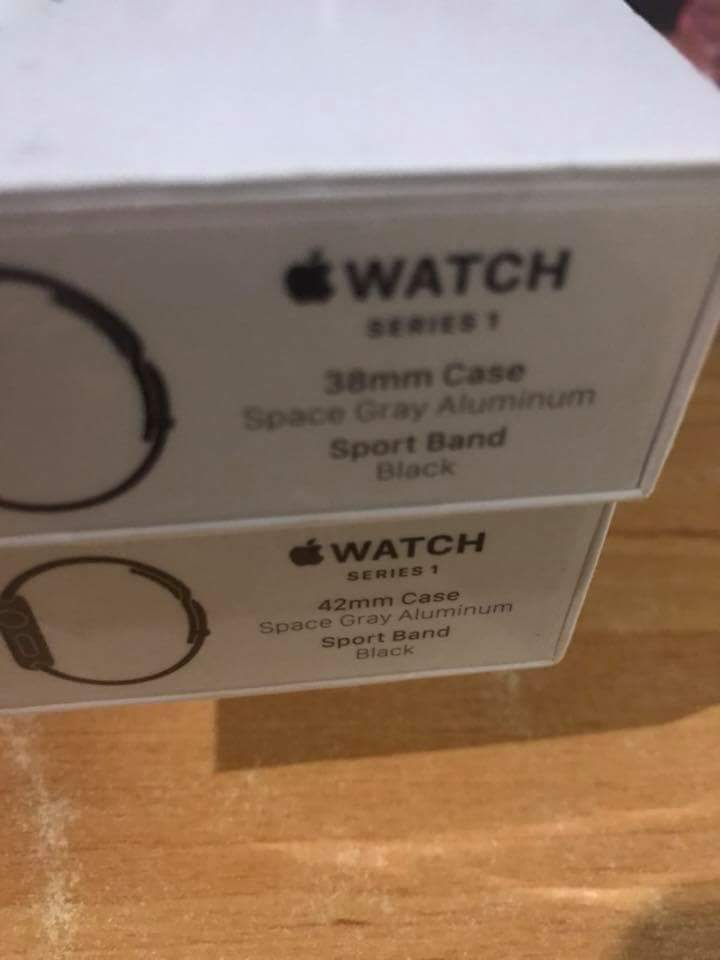 WATCH
SERIES 1
38mm Case
Space Gray Aluminum
Sport Band
Black
WATCH
SERIES 1
42mm Case
Space Gray Aluminum
Sport Band
Black